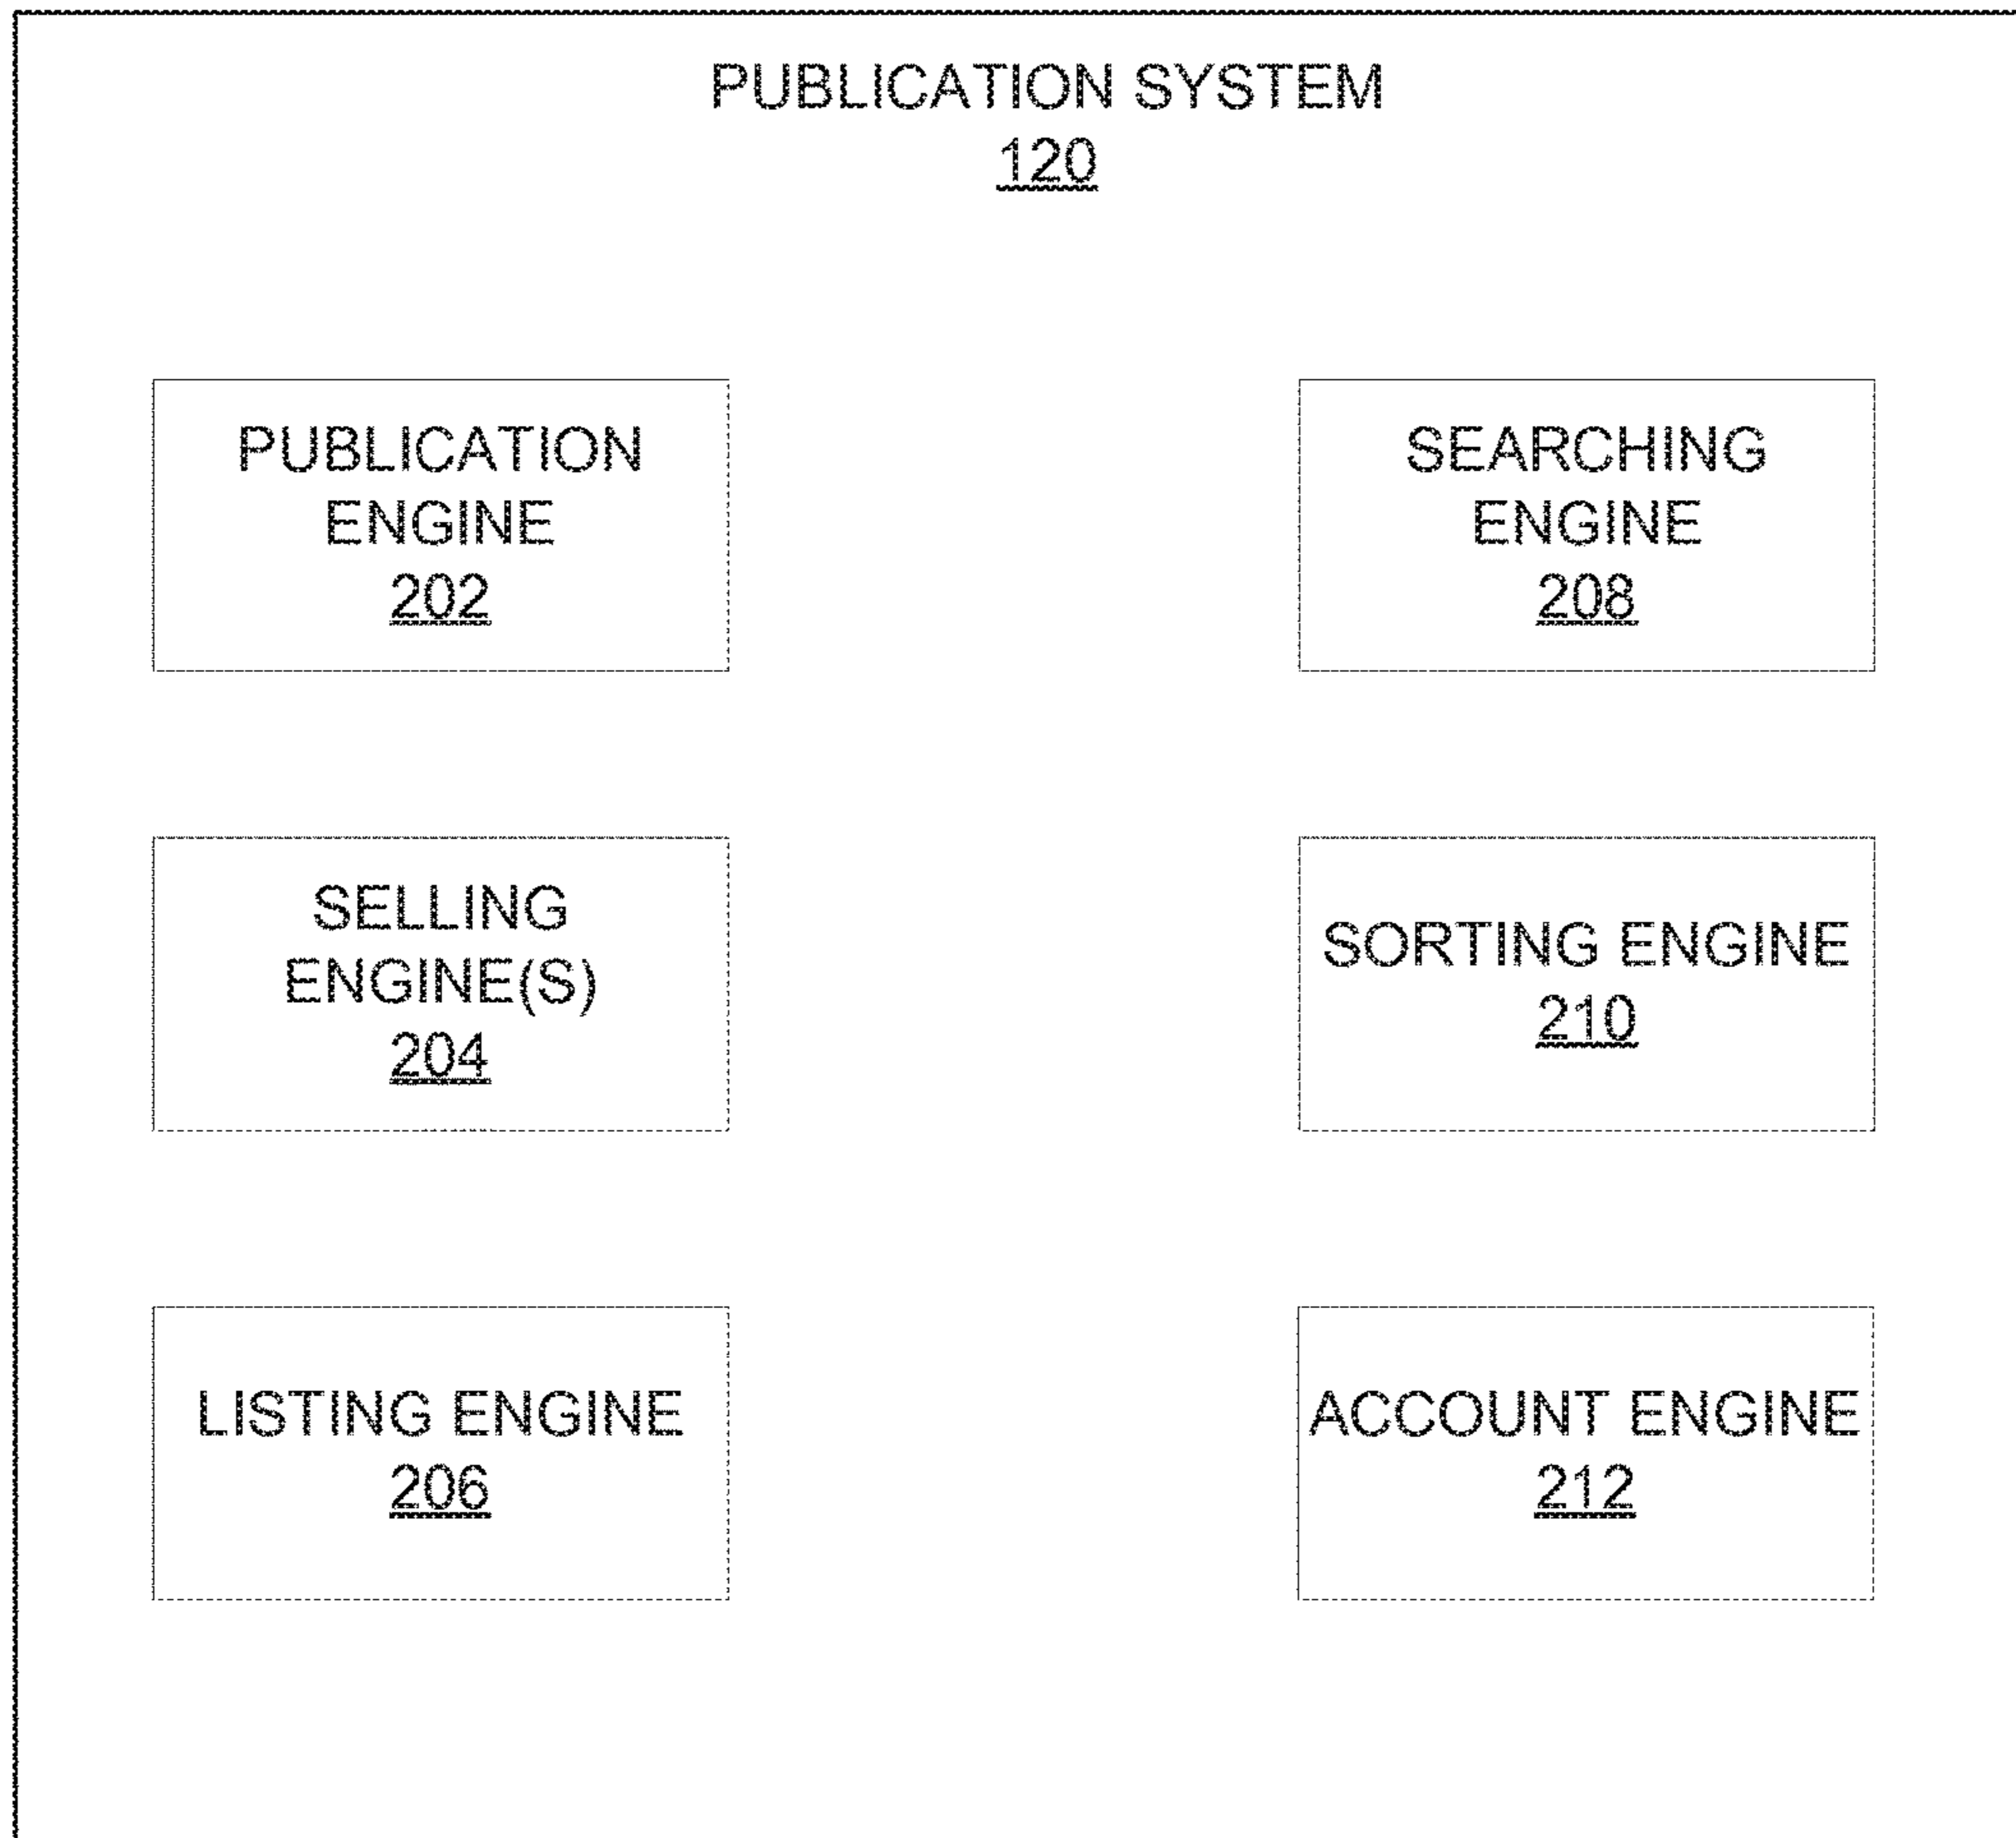 PUBLICATION SYSTEM
120
PUBLICATION
ENGINE
202
SEARCHING
ENGINE
208
SELLING
ENGINE(S)
204
SORTING ENGINE
210
LISTING ENGINE
206
ACCOUNT ENGINE
212